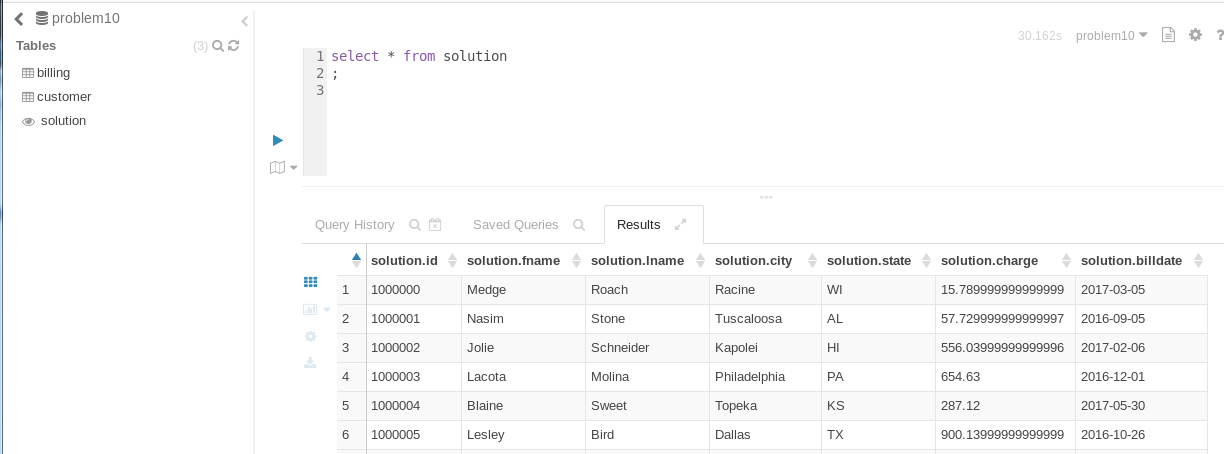 problem10
Tables (3)
billing
customer
solution
30.162s problem10 ?
1 select * from solution
2 ;
3
Query History Saved Queries Results
solution.id solution.fname solution.lname solution.city solution.state solution.charge solution.billdate
1 1000000 Medge Roach Racine WI 15.789999999999999 2017-03-05
2 1000001 Nasim Stone Tuscaloosa AL 57.729999999999997 2016-09-05
3 1000002 Jolie Schneider Kapolei HI 556.03999999999996 2017-02-06
4 1000003 Lacota Molina Philadelphia PA 654.63 2016-12-01
5 1000004 Blaine Sweet Topeka KS 287.12 2017-05-30
6 1000005 Lesley Bird Dallas TX 900.13999999999999 2016-10-26